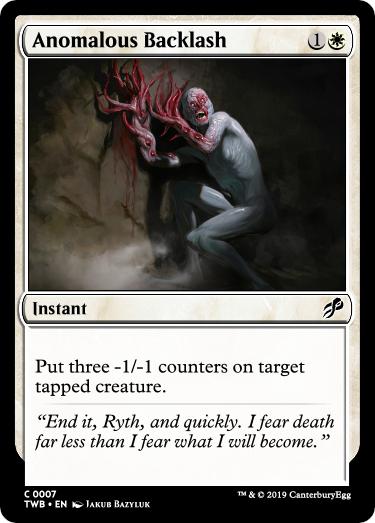 Anomalous Backlash 1
Instant
Put three -1/-1 counters on target
tapped creature.
“End it, Ryth, and quickly. I fear death
far less than I fear what I will become.”
C 0007
TWB • EN Jakub Bazyluk
™ & © 2019 CanterburyEgg